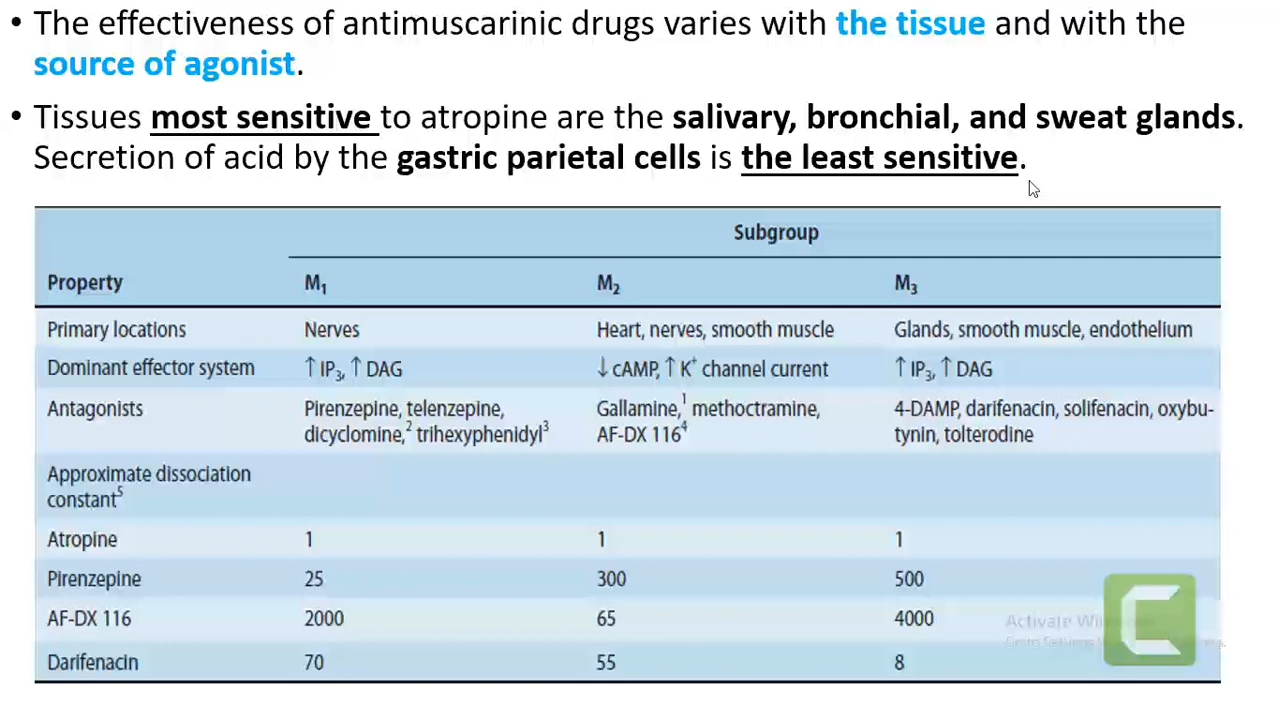 • The effectiveness of antimuscarinic drugs varies with the tissue and with the
source of agonist.
• Tissues most sensitive to atropine are the salivary, bronchial, and sweat glands.
Secretion of acid by the gastric parietal cells is the least sensitive.
Subgroup
Property M₁ M₂ M₃
Primary locations Nerves Heart, nerves, smooth muscle Glands, smooth muscle, endothelium
Dominant effector system ↑ IP₃, ↑ DAG ↓ cAMP, ↑ K⁺ channel current ↑ IP₃, ↑ DAG
Antagonists Pirenzepine, telenzepine, Gallamine,¹ methoctramine, 4-DAMP, darifenacin, solifenacin, oxybu-
dicyclomine,² trihexyphenidyl³ AF-DX 116⁴ tynin, tolterodine
Approximate dissociation
constant⁵
Atropine 1 1 1
Pirenzepine 25 300 500
AF-DX 116 2000 65 4000
Darifenacin 70 55 8
Activate